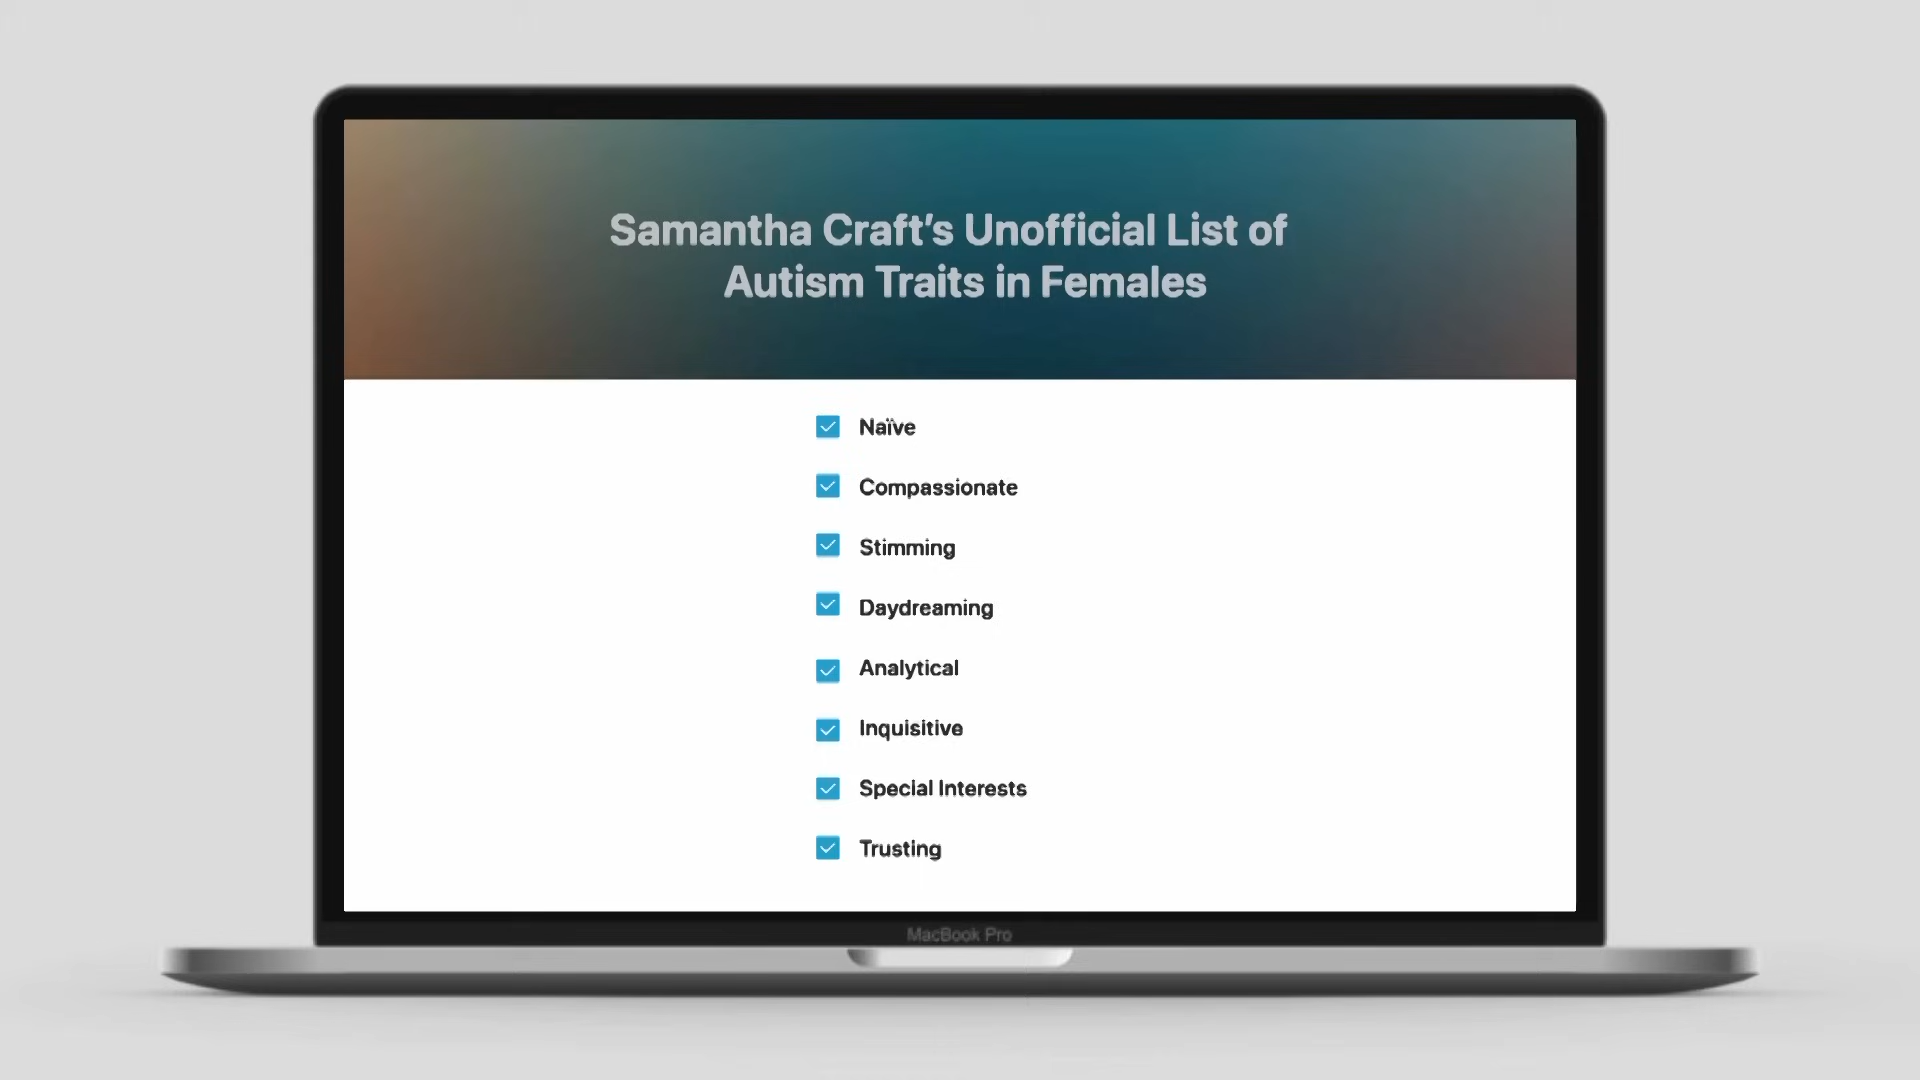 Samantha Craft's Unofficial List of
Autism Traits in Females
Naïve
Compassionate
Stimming
Daydreaming
Analytical
Inquisitive
Special Interests
Trusting
MacBook Pro